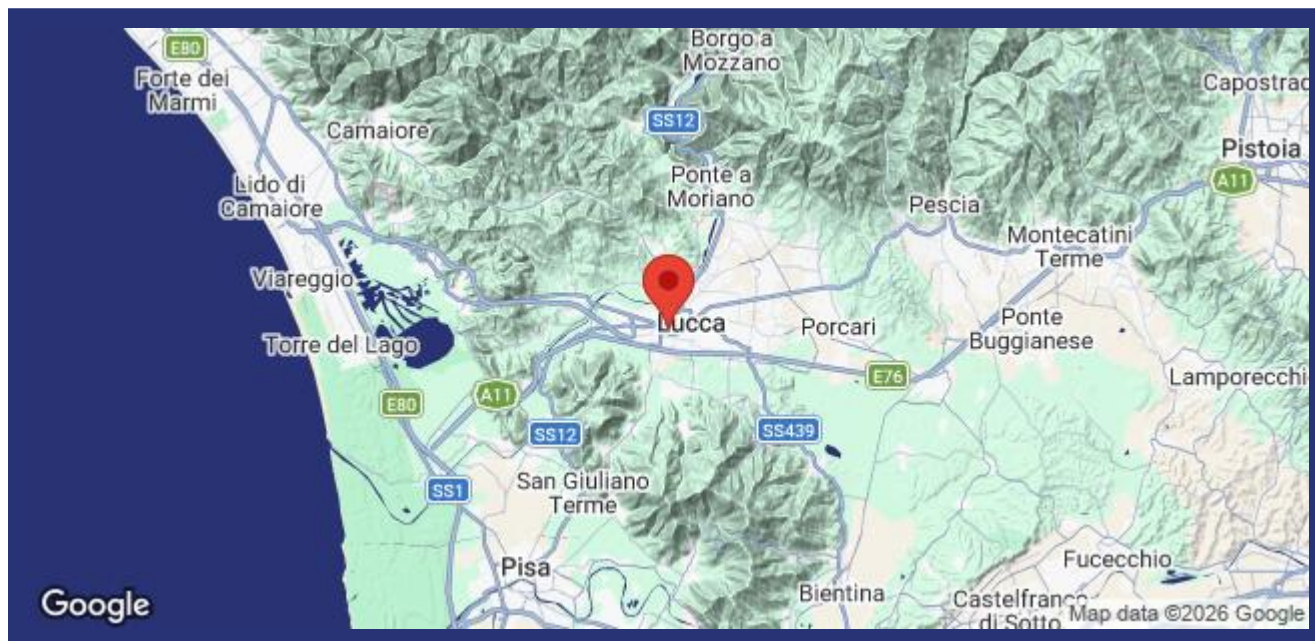 E80
Borgo a
Mozzano
Forte dei
Marmi
Capostrad
SS12
Camaiore
Pistoia
Ponte a
Moriano
A11
Lido di
Camaiore
Pescia
Montecatini
Terme
Viareggio
Lucca
Porcari
Ponte
Buggianese
Torre del Lago
E76
Lamporecchi
A11
E80
SS12
SS439
San Giuliano
Terme
SS1
Pisa
Fucecchio
Bientina
Castelfranco
di Sotto
Google
Map data ©2026 Google